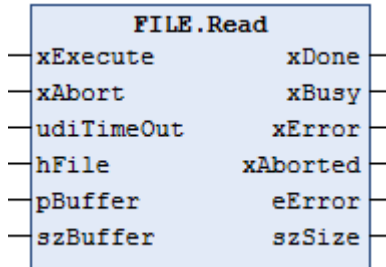 FILE.Read
xExecute xDone
xAbort xBusy
udiTimeOut xError
hFile xAborted
pBuffer eError
szBuffer szSize